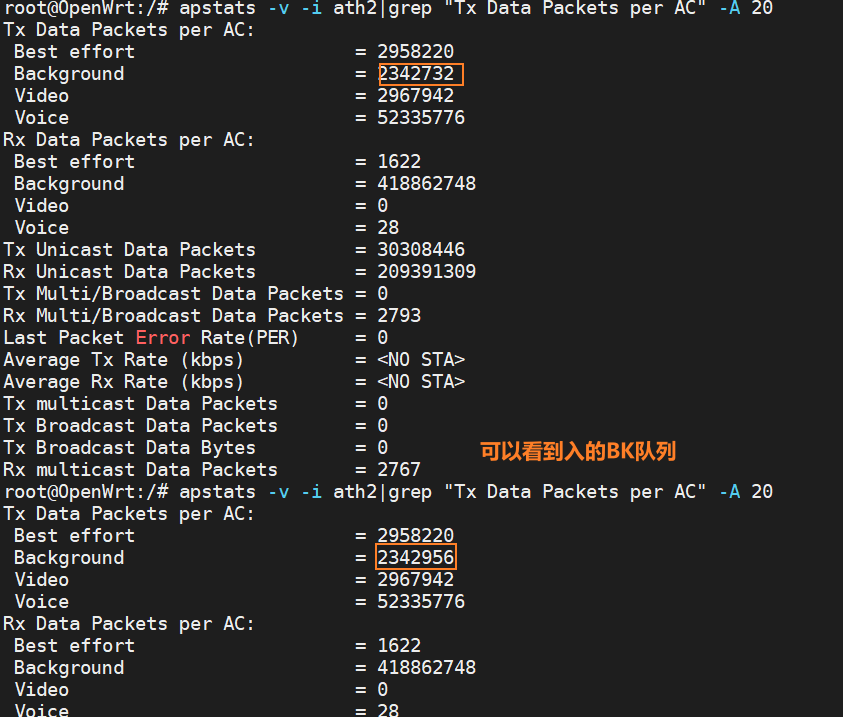 root@OpenWrt:/# apstats -v -i ath2|grep "Tx Data Packets per AC" -A 20
Tx Data Packets per AC:
 Best effort                   = 2958220
 Background                    = 2342732
 Video                         = 2967942
 Voice                         = 52335776
Rx Data Packets per AC:
 Best effort                   = 1622
 Background                    = 418862748
 Video                         = 0
 Voice                         = 28
Tx Unicast Data Packets         = 30308446
Rx Unicast Data Packets         = 209391309
Tx Multi/Broadcast Data Packets = 0
Rx Multi/Broadcast Data Packets = 2793
Last Packet Error Rate(PER)     = 0
Average Tx Rate (kbps)          = <NO STA>
Average Rx Rate (kbps)          = <NO STA>
Tx multicast Data Packets       = 0
Tx Broadcast Data Packets       = 0
Tx Broadcast Data Bytes         = 0
可以看到入的BK队列
Rx multicast Data Packets       = 2767
root@OpenWrt:/# apstats -v -i ath2|grep "Tx Data Packets per AC" -A 20
Tx Data Packets per AC:
 Best effort                   = 2958220
 Background                    = 2342956
 Video                         = 2967942
 Voice                         = 52335776
Rx Data Packets per AC:
 Best effort                   = 1622
 Background                    = 418862748
 Video                         = 0
 Voice                         = 28